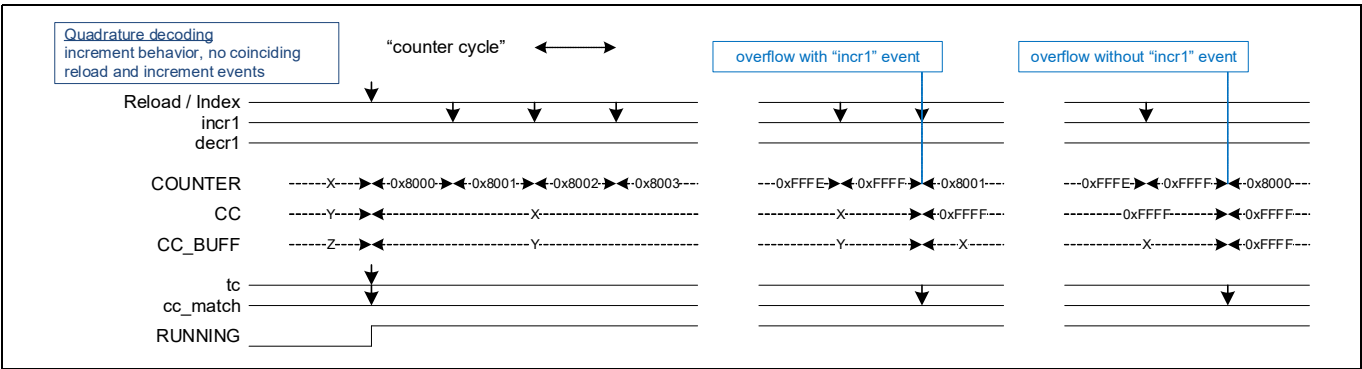 Quadrature decoding
increment behavior, no coinciding
reload and increment events
"counter cycle"
overflow with "incr1" event
overflow without "incr1" event
Reload / Index
incr1
decr1
COUNTER X 0x8000 0x8001 0x8002 0x8003 0xFFFE 0xFFFF 0x8001 0xFFFE 0xFFFF 0x8000
CC Y X X 0xFFFF 0xFFFF 0xFFFF
CC_BUFF Z Y Y X X 0xFFFF
tc
cc_match
RUNNING